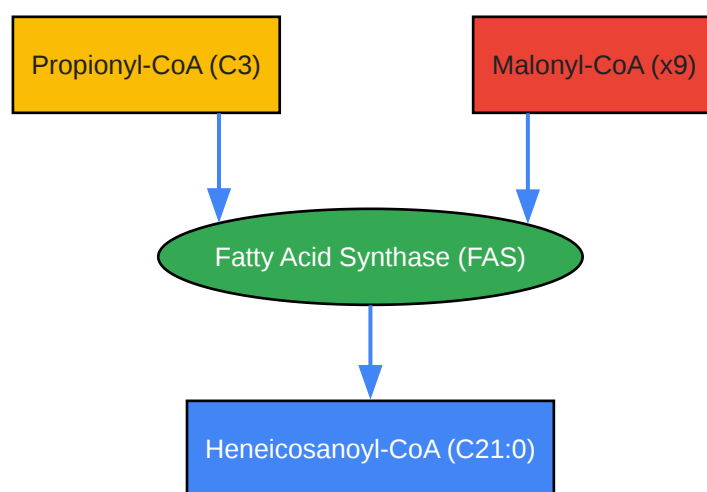 Propionyl-CoA (C3)
Malonyl-CoA (x9)
Fatty Acid Synthase (FAS)
Heneicosanoyl-CoA (C21:0)